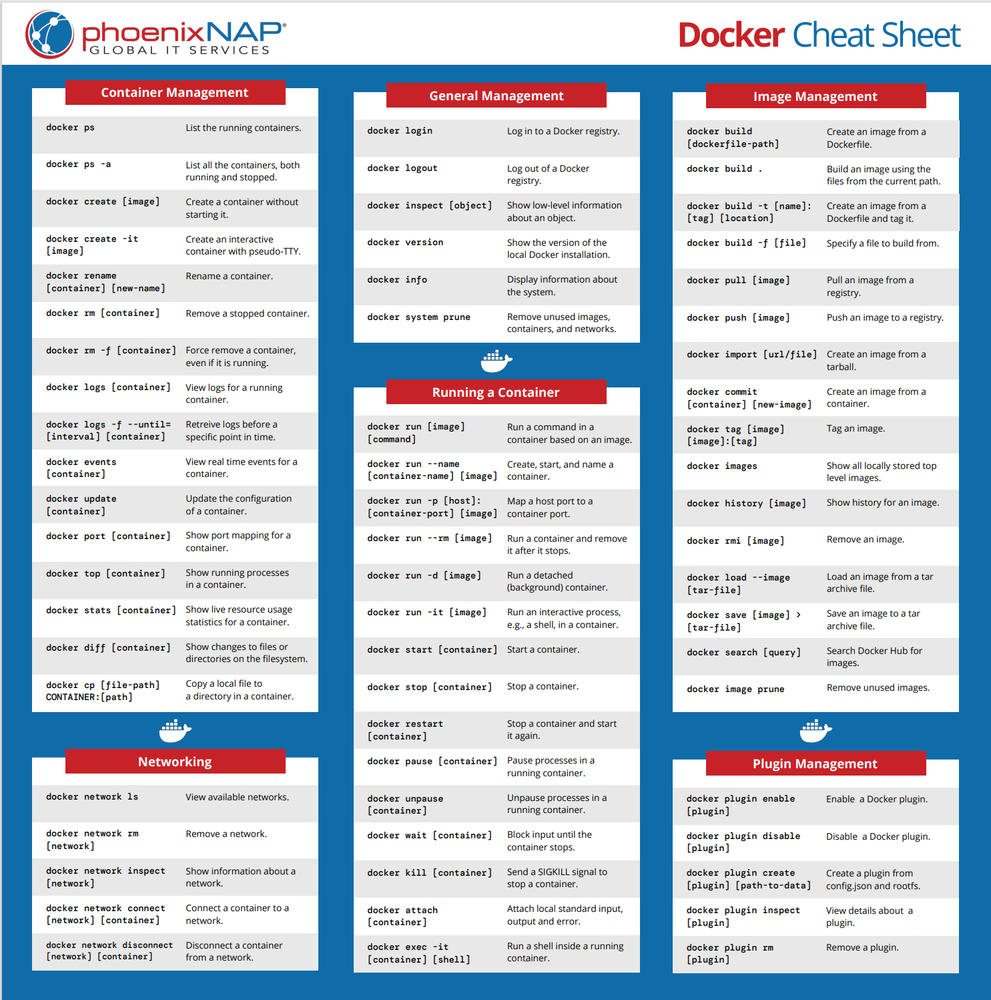 phoenixNAP®
GLOBAL IT SERVICES
Docker Cheat Sheet
Container Management
docker ps
List the running containers.
docker ps -a
List all the containers, both
running and stopped.
docker create [image]
Create a container without
starting it.
docker create -it
[image]
Create an interactive
container with pseudo-TTY.
docker rename
[container] [new-name]
Rename a container.
docker rm [container]
Remove a stopped container.
docker rm -f [container]
Force remove a container,
even if it is running.
docker logs [container]
View logs for a running
container.
docker logs -f --until=
[interval] [container]
Retreive logs before a
specific point in time.
docker events
[container]
View real time events for a
container.
docker update
[container]
Update the configuration
of a container.
docker port [container]
Show port mapping for a
container.
docker top [container]
Show running processes
in a container.
docker stats [container]
Show live resource usage
statistics for a container.
docker diff [container]
Show changes to files or
directories on the filesystem.
docker cp [file-path]
CONTAINER:[path]
Copy a local file to
a directory in a container.
Networking
docker network ls
View available networks.
docker network rm
[network]
Remove a network.
docker network inspect
[network]
Show information about a
network.
docker network connect
[network] [container]
Connect a container to a
network.
docker network disconnect
[network] [container]
Disconnect a container
from a network.
General Management
docker login
Log in to a Docker registry.
docker logout
Log out of a Docker
registry.
docker inspect [object]
Show low-level information
about an object.
docker version
Show the version of the
local Docker installation.
docker info
Display information about
the system.
docker system prune
Remove unused images,
containers, and networks.
Running a Container
docker run [image]
[command]
Run a command in a
container based on an image.
docker run --name
[container-name] [image]
Create, start, and name a
container.
docker run -p [host]:
[container-port] [image]
Map a host port to a
container port.
docker run --rm [image]
Run a container and remove
it after it stops.
docker run -d [image]
Run a detached
(background) container.
docker run -it [image]
Run an interactive process,
e.g., a shell, in a container.
docker start [container]
Start a container.
docker stop [container]
Stop a container.
docker restart
[container]
Stop a container and start
it again.
docker pause [container]
Pause processes in a
running container.
docker unpause
[container]
Unpause processes in a
running container.
docker wait [container]
Block input until the
container stops.
docker kill [container]
Send a SIGKILL signal to
stop a container.
docker attach
[container]
Attach local standard input,
output and error.
docker exec -it
[container] [shell]
Run a shell inside a running
container.
Image Management
docker build
[dockerfile-path]
Create an image from a
Dockerfile.
docker build .
Build an image using the
files from the current path.
docker build -t [name]:
[tag] [location]
Create an image from a
Dockerfile and tag it.
docker build -f [file]
Specify a file to build from.
docker pull [image]
Pull an image from a
registry.
docker push [image]
Push an image to a registry.
docker import [url/file]
Create an image from a
tarball.
docker commit
[container] [new-image]
Create an image from a
container.
docker tag [image]
[image]:[tag]
Tag an image.
docker images
Show all locally stored top
level images.
docker history [image]
Show history for an image.
docker rmi [image]
Remove an image.
docker load --image
[tar-file]
Load an image from a tar
archive file.
docker save [image] >
[tar-file]
Save an image to a tar
archive file.
docker search [query]
Search Docker Hub for
images.
docker image prune
Remove unused images.
Plugin Management
docker plugin enable
[plugin]
Enable a Docker plugin.
docker plugin disable
[plugin]
Disable a Docker plugin.
docker plugin create
[plugin] [path-to-data]
Create a plugin from
config.json and rootfs.
docker plugin inspect
[plugin]
View details about a
plugin.
docker plugin rm
[plugin]
Remove a plugin.